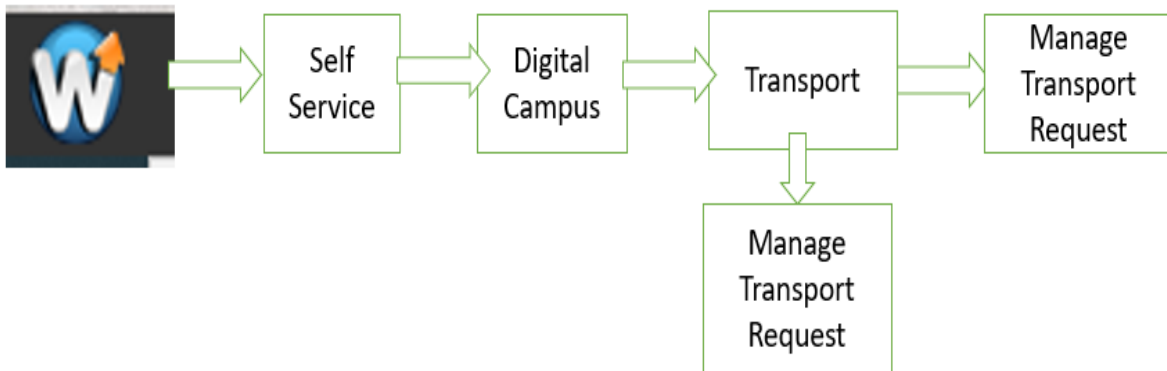 W
Self
Service
Digital
Campus
Transport
Manage
Transport
Request
Manage
Transport
Request